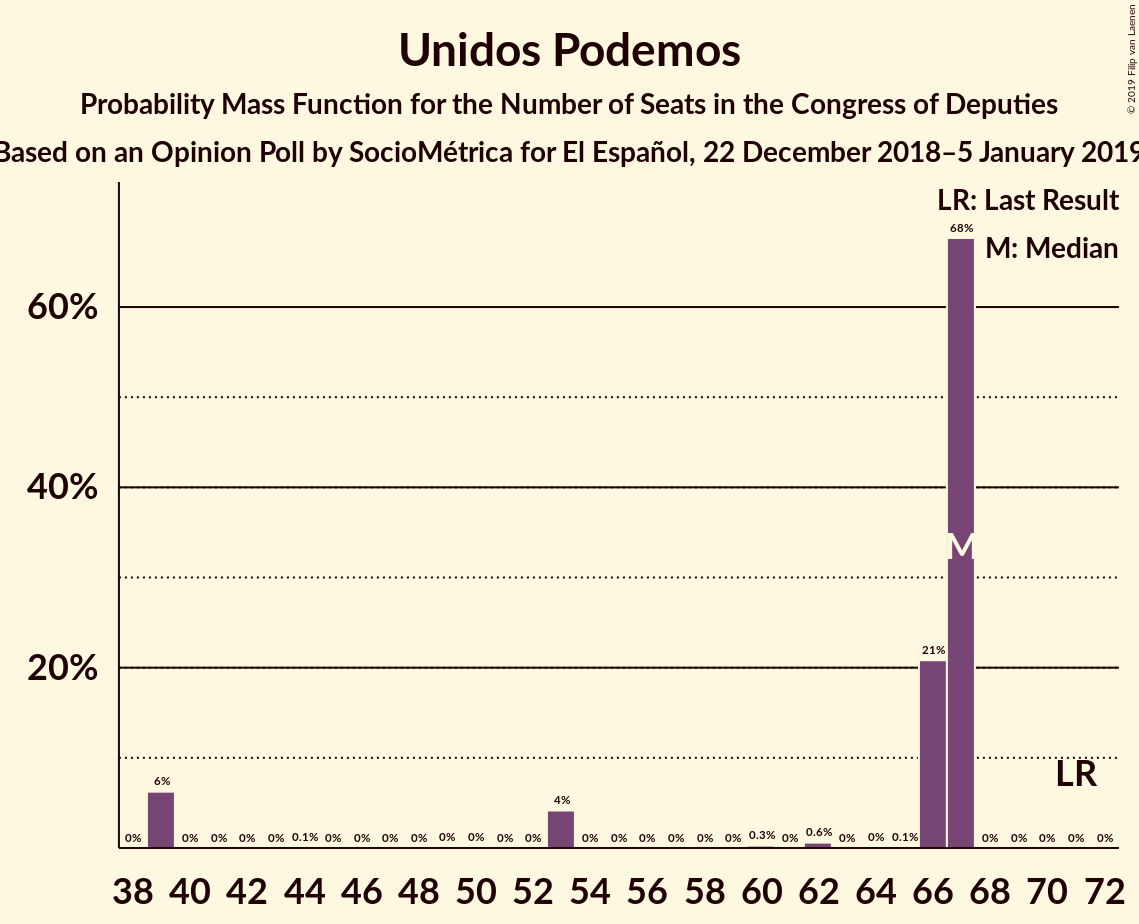 Unidos Podemos
Probability Mass Function for the Number of Seats in the Congress of Deputies
Based on an Opinion Poll by SocioMétrica for El Español, 22 December 2018–5 January 2019
© 2019 Filip van Laenen
LR: Last Result
M: Median
60%
40%
20%
0% 6% 0% 0% 0% 0% 0.1% 0% 0% 0% 0% 0% 0% 0% 0% 4% 0% 0% 0% 0% 0% 0% 0.3% 0% 0.6% 0% 0% 0.1% 21% 68% 0% 0% 0% 0% 0%
M
LR
38 40 42 44 46 48 50 52 54 56 58 60 62 64 66 68 70 72